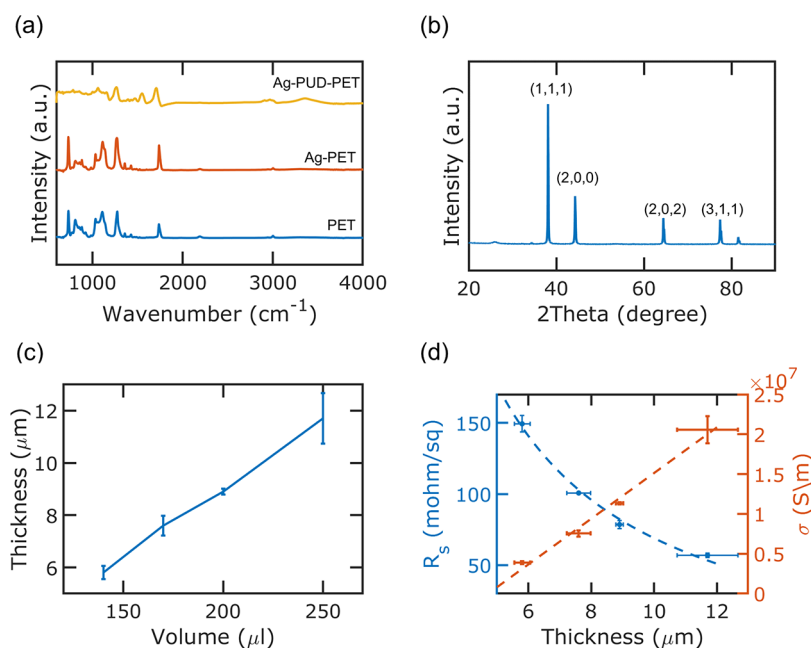 (a)
Ag-PUD-PET
Ag-PET
PET
Intensity (a.u.)
1000 2000 3000 4000
Wavenumber (cm⁻¹)
(b)
(1,1,1)
(2,0,0)
(2,0,2)
(3,1,1)
Intensity (a.u.)
20 40 60 80
2Theta (degree)
(c)
12
10
8
6
Thickness (μm)
150 200 250
Volume (μl)
(d)
150
100
50
Rₛ (mohm/sq)
×10⁷
2.5
2
1.5
1
0.5
0
σ (S\m)
6 8 10 12
Thickness (μm)